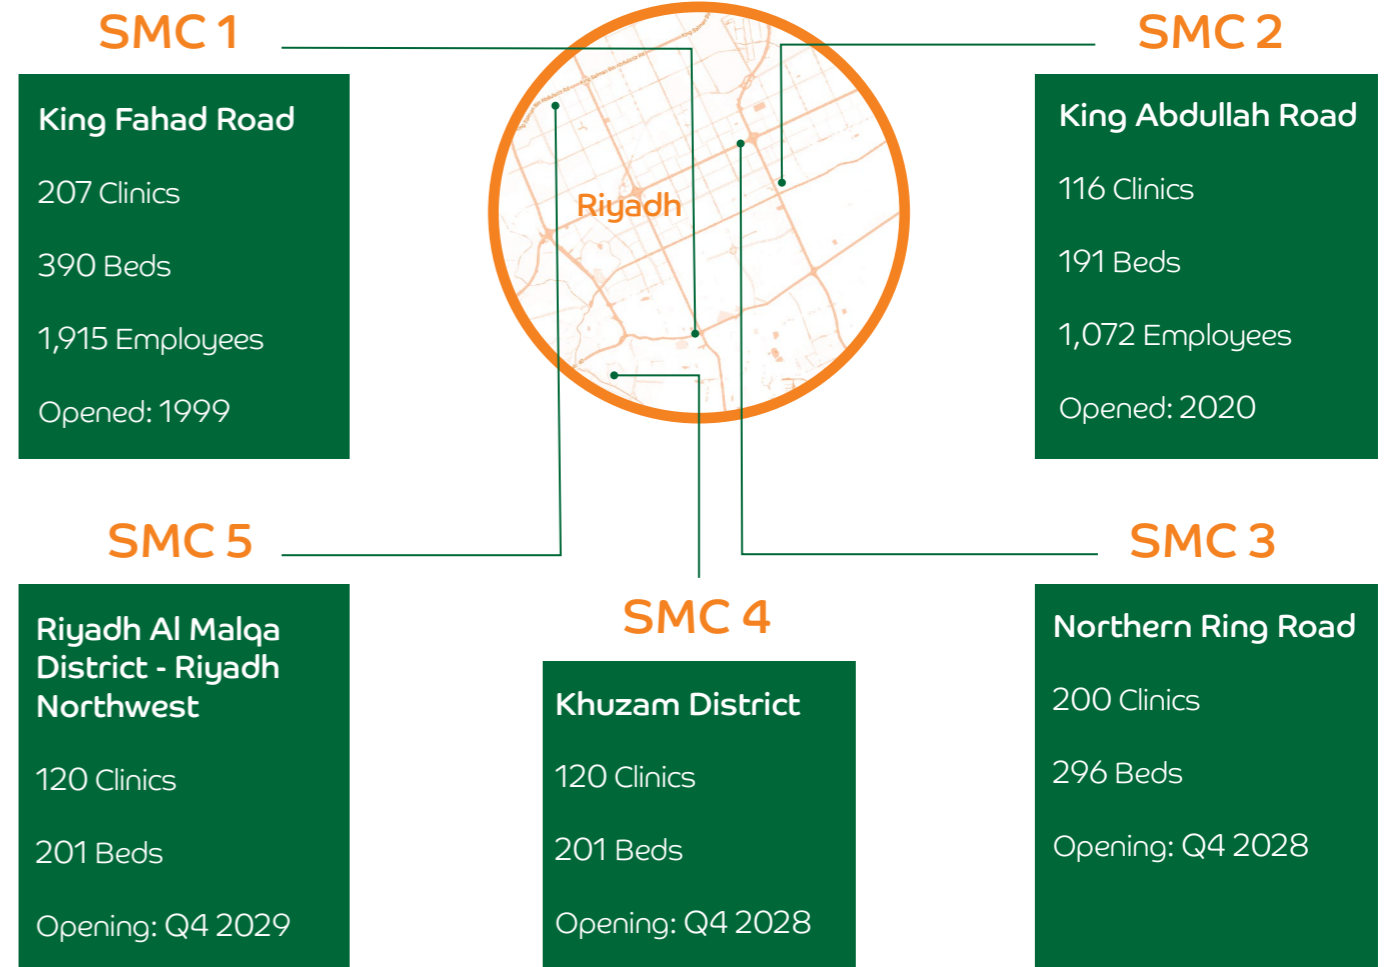 SMC 1
King Fahad Road
207 Clinics
390 Beds
1,915 Employees
Opened: 1999
Riyadh
SMC 2
King Abdullah Road
116 Clinics
191 Beds
1,072 Employees
Opened: 2020
SMC 5
Riyadh Al Malqa
District - Riyadh
Northwest
120 Clinics
201 Beds
Opening: Q4 2029
SMC 4
Khuzam District
120 Clinics
201 Beds
Opening: Q4 2028
SMC 3
Northern Ring Road
200 Clinics
296 Beds
Opening: Q4 2028